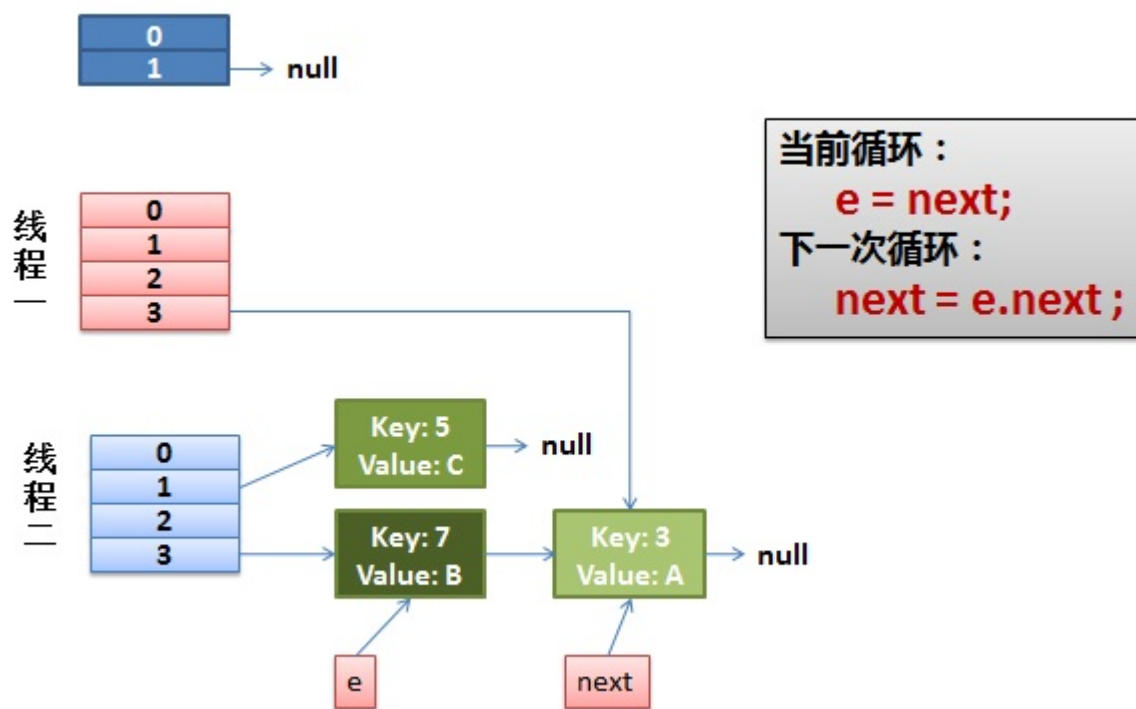 0
1
null
线程一
0
1
2
3
当前循环：
e = next;
下一次循环：
next = e.next ;
线程二
0
1
2
3
Key: 5
Value: C
null
Key: 7
Value: B
Key: 3
Value: A
null
e
next